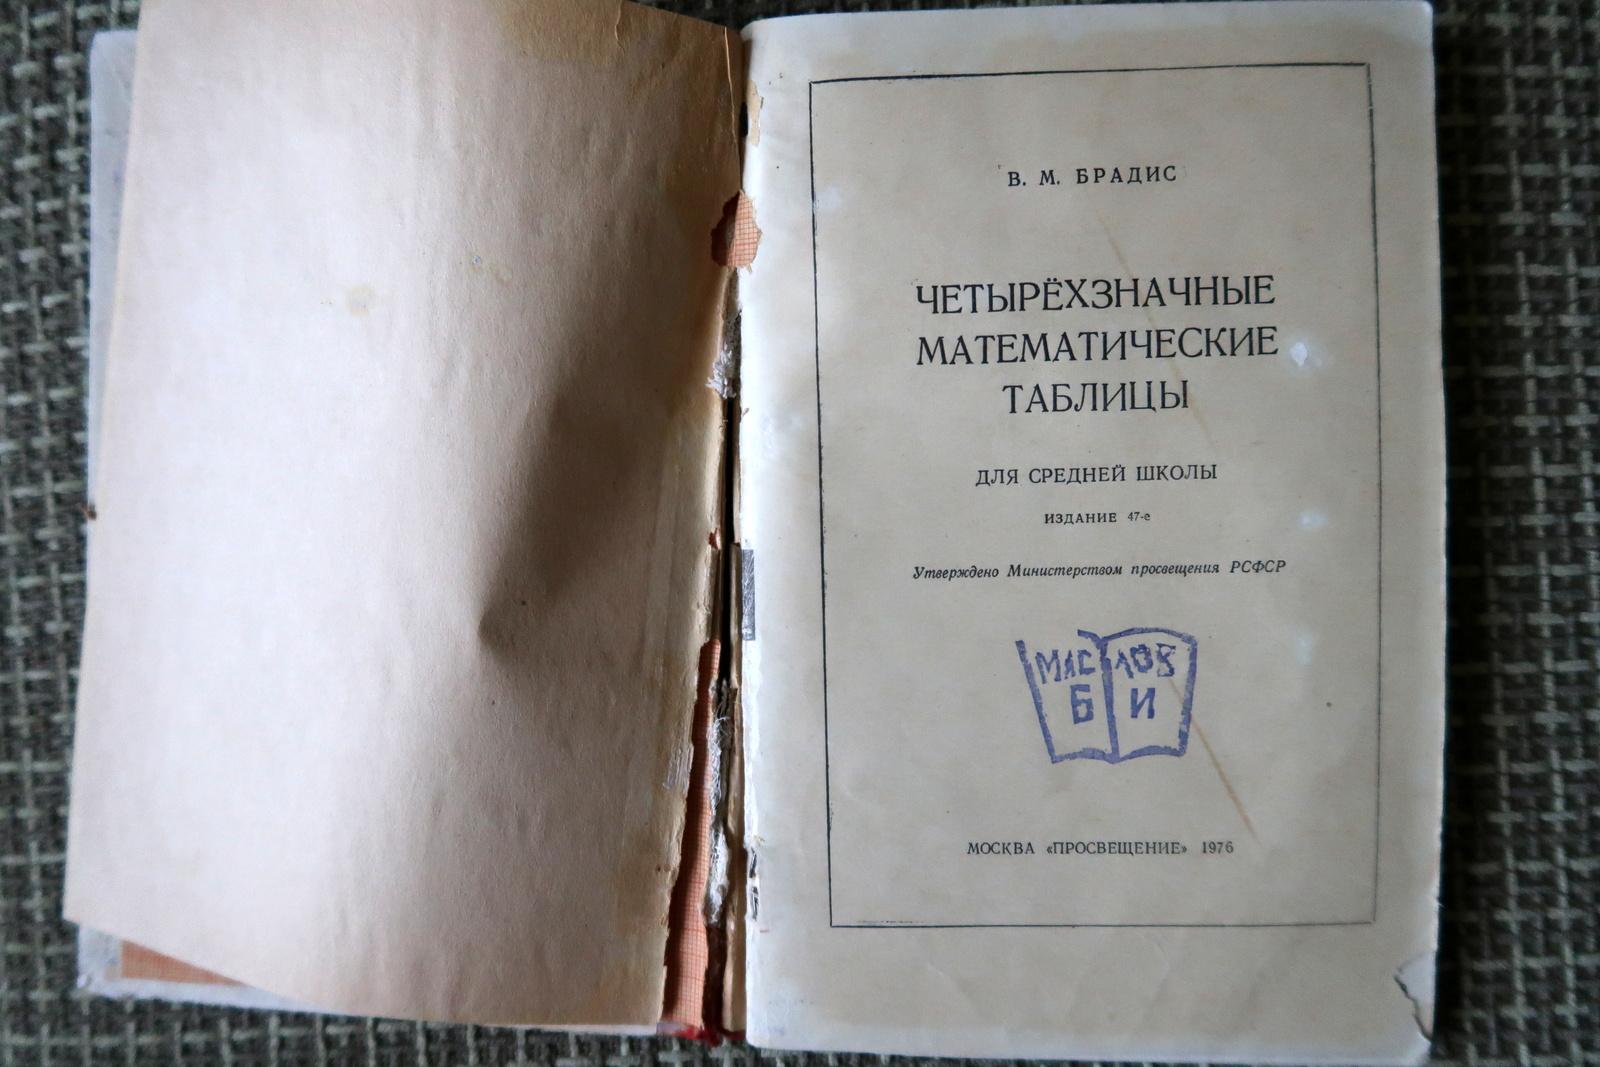 В. М. БРАДИС
ЧЕТЫРЁХЗНАЧНЫЕ
МАТЕМАТИЧЕСКИЕ
ТАБЛИЦЫ
ДЛЯ СРЕДНЕЙ ШКОЛЫ
ИЗДАНИЕ 47-е
Утверждено Министерством просвещения РСФСР
МАСЛОВ
Б И
МОСКВА «ПРОСВЕЩЕНИЕ» 1976